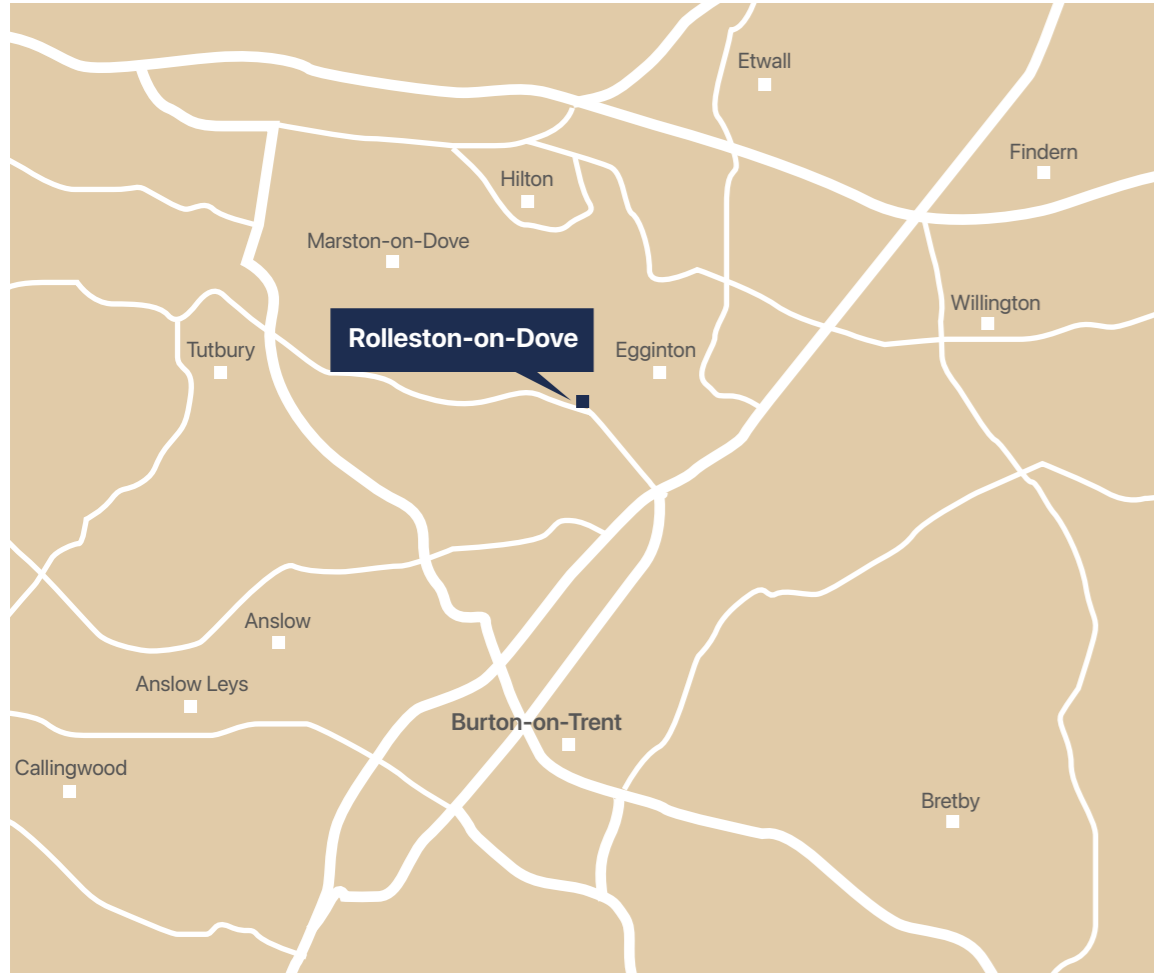 Etwall
Findern
Hilton
Marston-on-Dove
Willington
Rolleston-on-Dove
Tutbury
Egginton
Anslow
Anslow Leys
Burton-on-Trent
Callingwood
Bretby